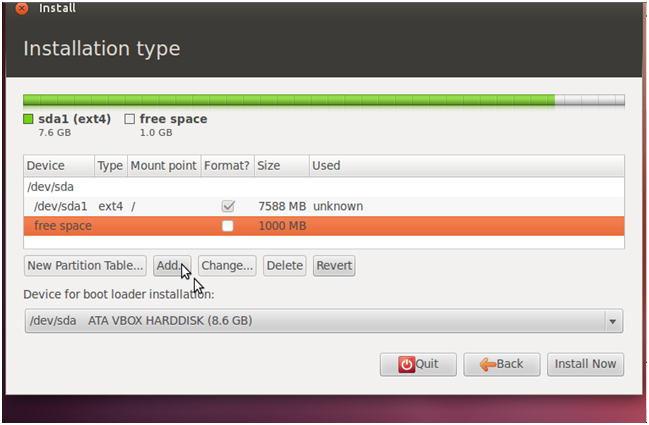 Install
Installation type
sda1 (ext4) free space
7.6 GB 1.0 GB
Device Type Mount point Format? Size Used
/dev/sda
/dev/sda1 ext4 / 7588 MB unknown
free space 1000 MB
New Partition Table... Add... Change... Delete Revert
Device for boot loader installation:
/dev/sda ATA VBOX HARDDISK (8.6 GB)
Quit Back Install Now